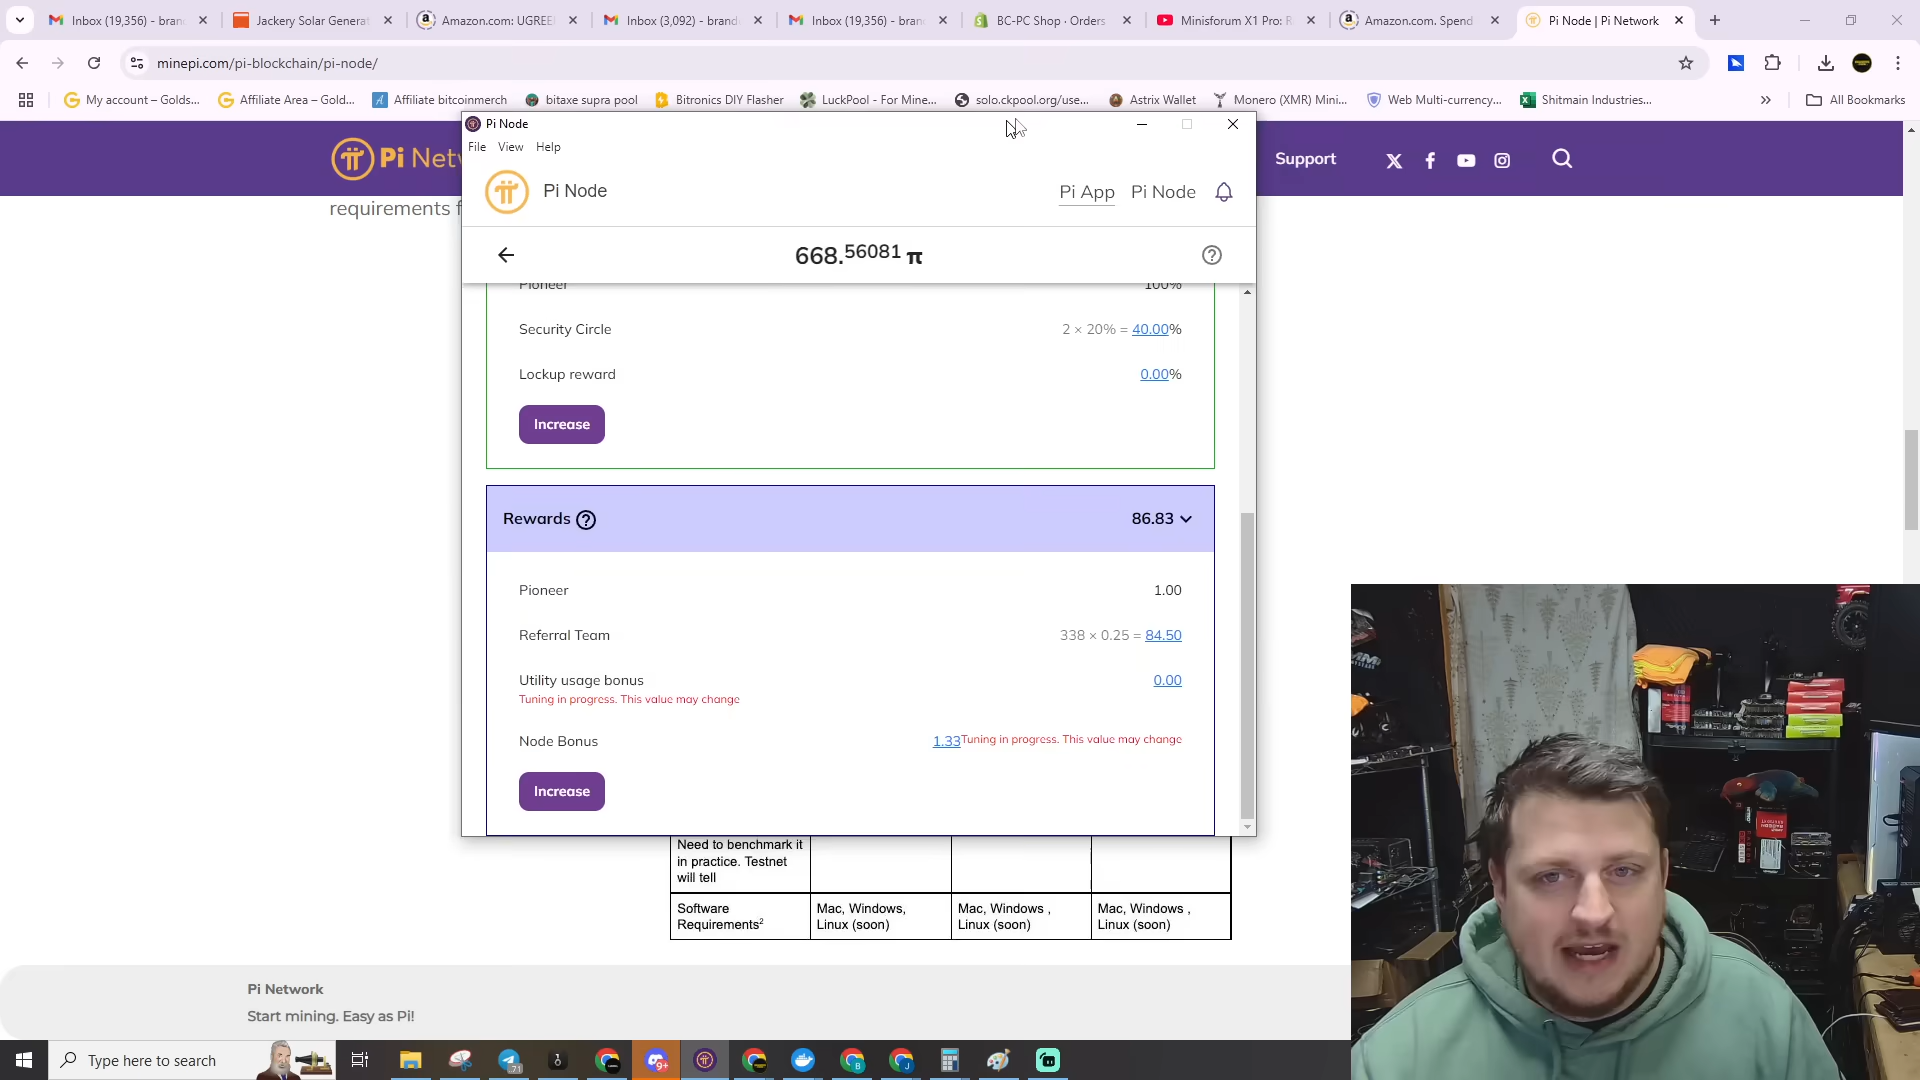 Inbox (19,356) - bran
Jackery Solar Generat
Amazon.com: UGREE
Inbox (3,092) - brand
Inbox (19,356) - bran
BC-PC Shop · Orders
Minisforum X1 Pro: R
Amazon.com. Spend
Pi Node | Pi Network
minepi.com/pi-blockchain/pi-node/
My account – Golds...
Affiliate Area – Gold...
Affiliate bitcoinmerch
bitaxe supra pool
Bitronics DIY Flasher
LuckPool - For Mine...
solo.ckpool.org/use...
Astrix Wallet
Monero (XMR) Mini...
Web Multi-currency...
Shitmain Industries...
All Bookmarks
Pi Netw
Support
requirements f
Pi Node
File View Help
Pi Node
Pi App Pi Node
668.56081 π
Pioneer 100%
Security Circle 2 × 20% = 40.00%
Lockup reward 0.00%
Increase
Rewards 86.83
Pioneer 1.00
Referral Team 338 × 0.25 = 84.50
Utility usage bonus 0.00
Tuning in progress. This value may change
Node Bonus 1.33Tuning in progress. This value may change
Increase
Need to benchmark it
in practice. Testnet
will tell
Software
Requirements²
Mac, Windows,
Linux (soon)
Mac, Windows ,
Linux (soon)
Mac, Windows ,
Linux (soon)
Pi Network
Start mining. Easy as Pi!
Type here to search